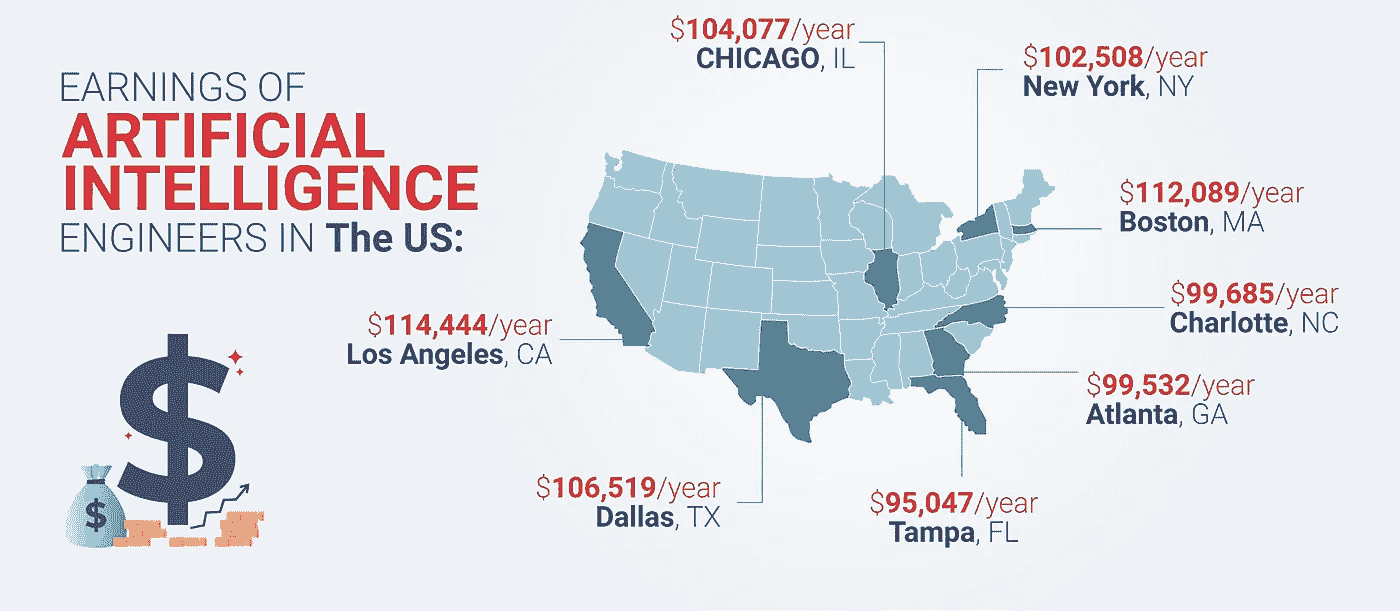 EARNINGS OF
ARTIFICIAL
INTELLIGENCE
ENGINEERS IN The US:
$104,077/year
CHICAGO, IL
$102,508/year
New York, NY
$112,089/year
Boston, MA
$99,685/year
Charlotte, NC
$114,444/year
Los Angeles, CA
$99,532/year
Atlanta, GA
$106,519/year
Dallas, TX
$95,047/year
Tampa, FL
$
$